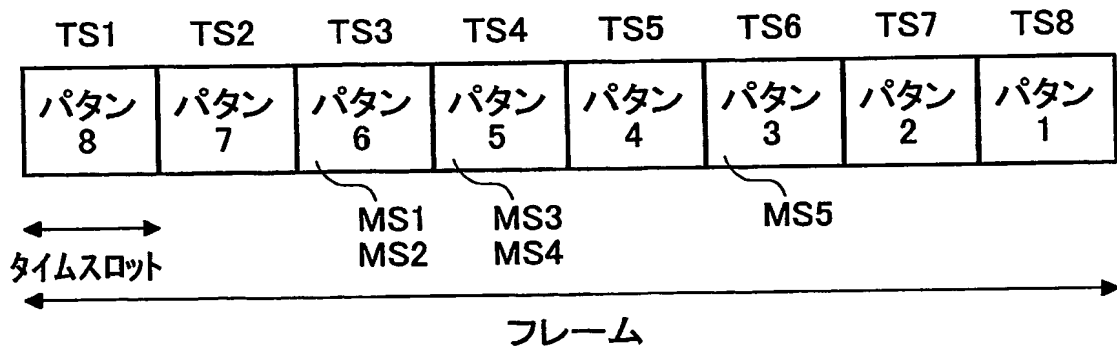 TS1 TS2 TS3 TS4 TS5 TS6 TS7 TS8
パタン パタン パタン パタン パタン パタン パタン パタン
8 7 6 5 4 3 2 1
MS1 MS3 MS5
MS2 MS4
タイムスロット
フレーム